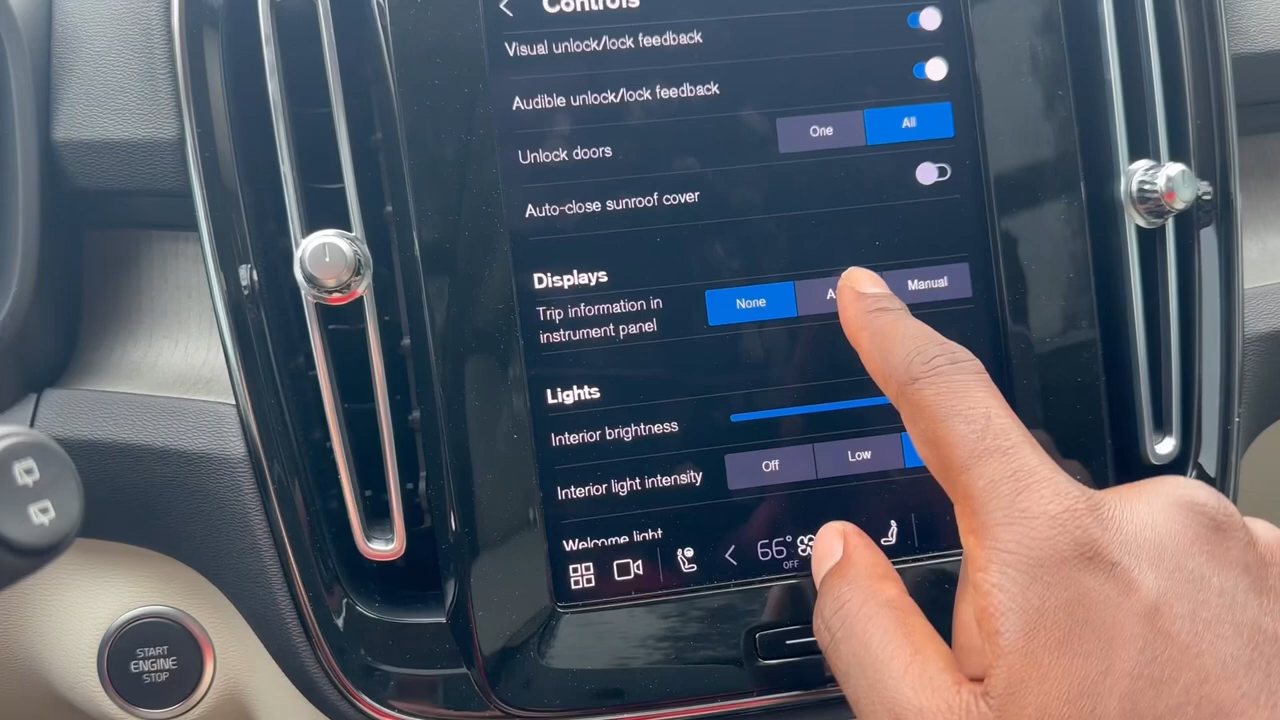 Controls
Visual unlock/lock feedback
Audible unlock/lock feedback
Unlock doors
One
All
Auto-close sunroof cover
Displays
Trip information in
instrument panel
None
Manual
Lights
Interior brightness
Interior light intensity
Off
Low
Welcome light
66°
OFF
START
ENGINE
STOP